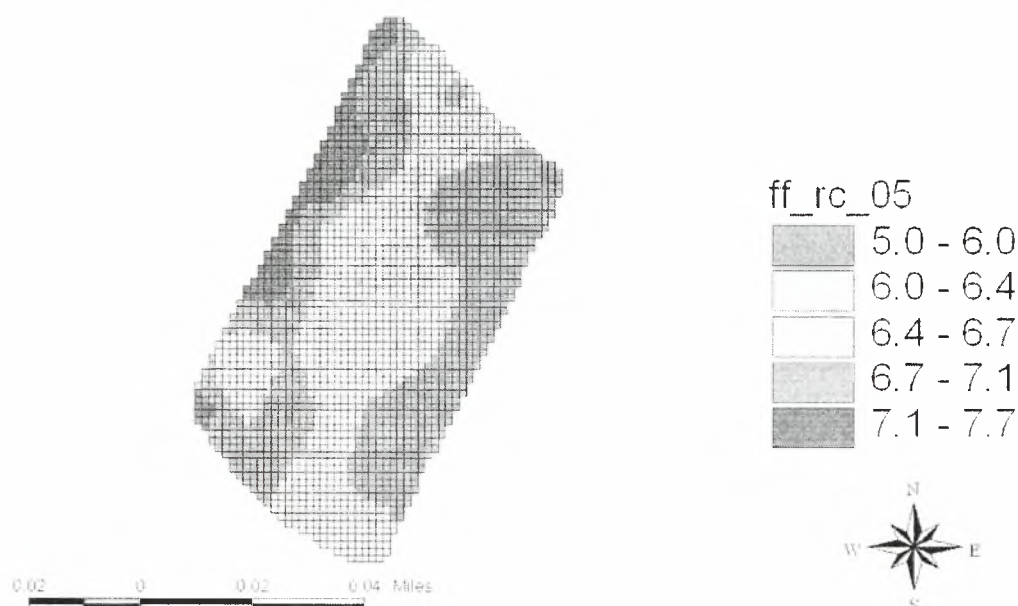 ff_rc_05
5.0 - 6.0
6.0 - 6.4
6.4 - 6.7
6.7 - 7.1
7.1 - 7.7
N
W E
S
0.02 0 0.02 0.04 Miles